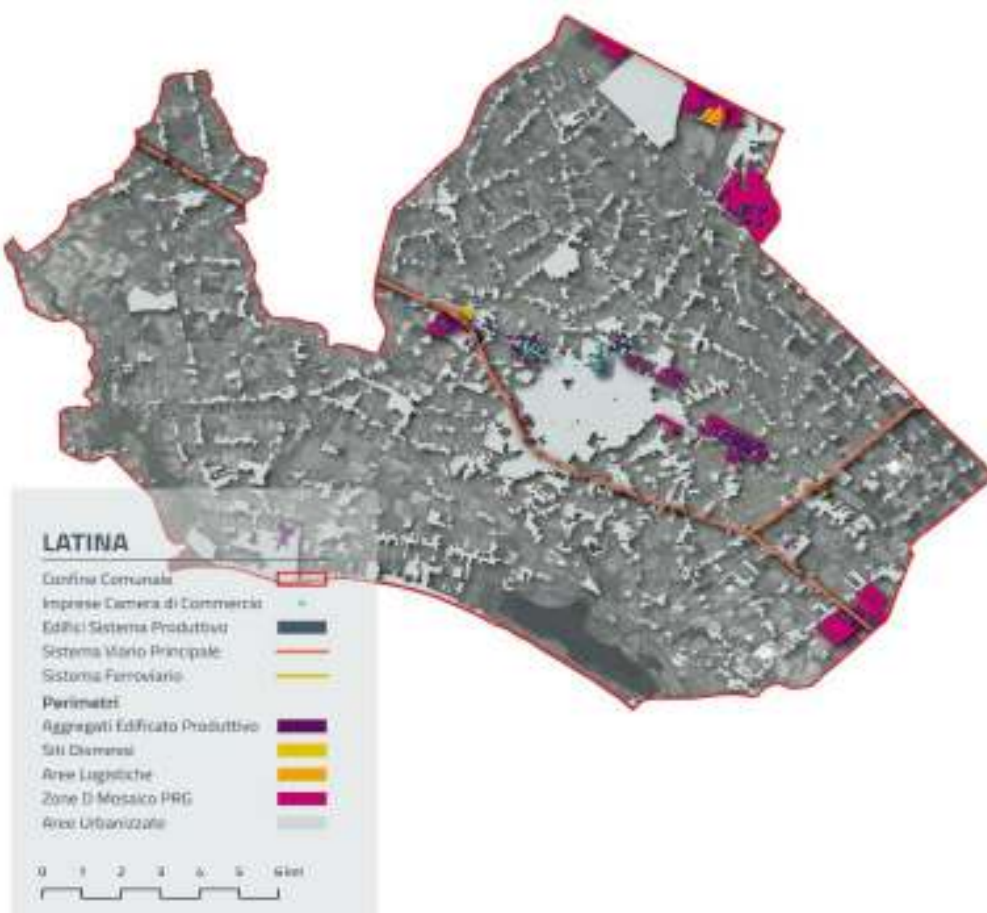 LATINA
Confine Comunale
Imprese Camera di Commercio
Edifici Sistema Produttivo
Sistema Viario Principale
Sistema Ferroviario
Perimetri
Aggregati Edificato Produttivo
Siti Dismessi
Aree Logistiche
Zone D Mosaico PRG
Aree Urbanizzate
0 1 2 3 4 5 6 km